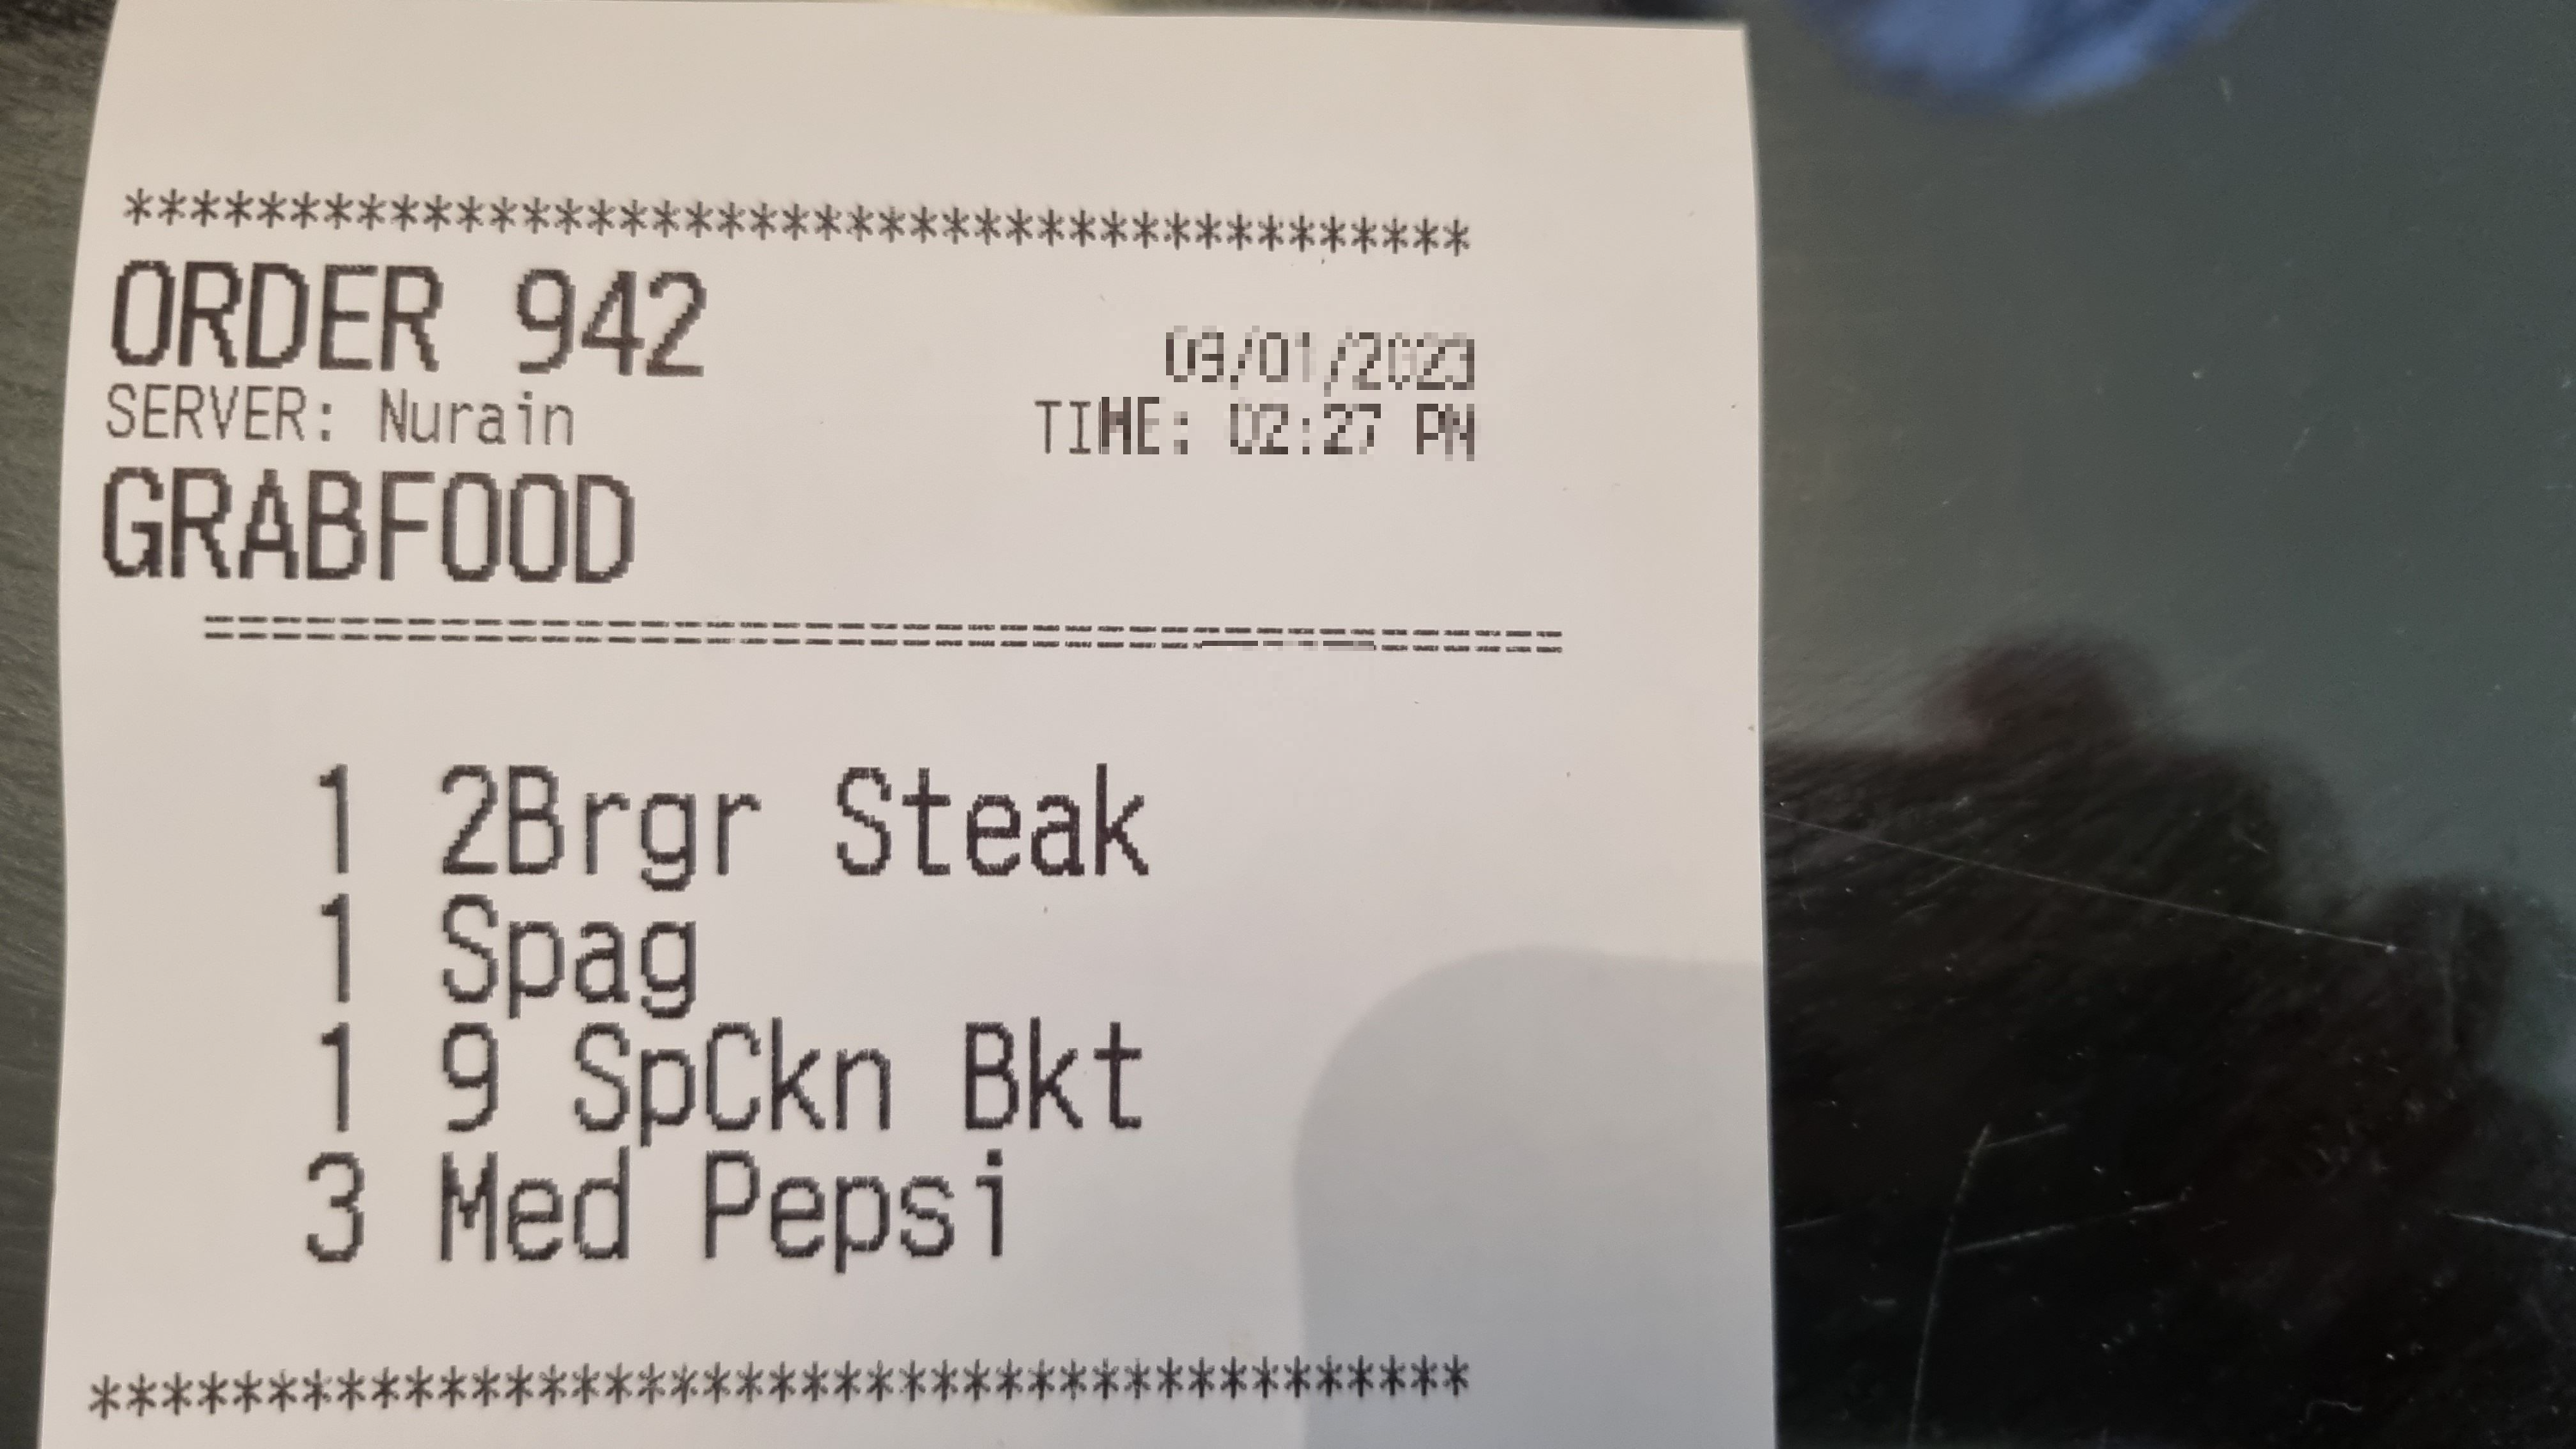 ******************************************
ORDER 942
09/01/2023
SERVER: Nurain
TIME: 02:27 PM
GRABFOOD
========================================
1 2Brgr Steak
1 Spag
1 9 SpCkn Bkt
3 Med Pepsi
******************************************